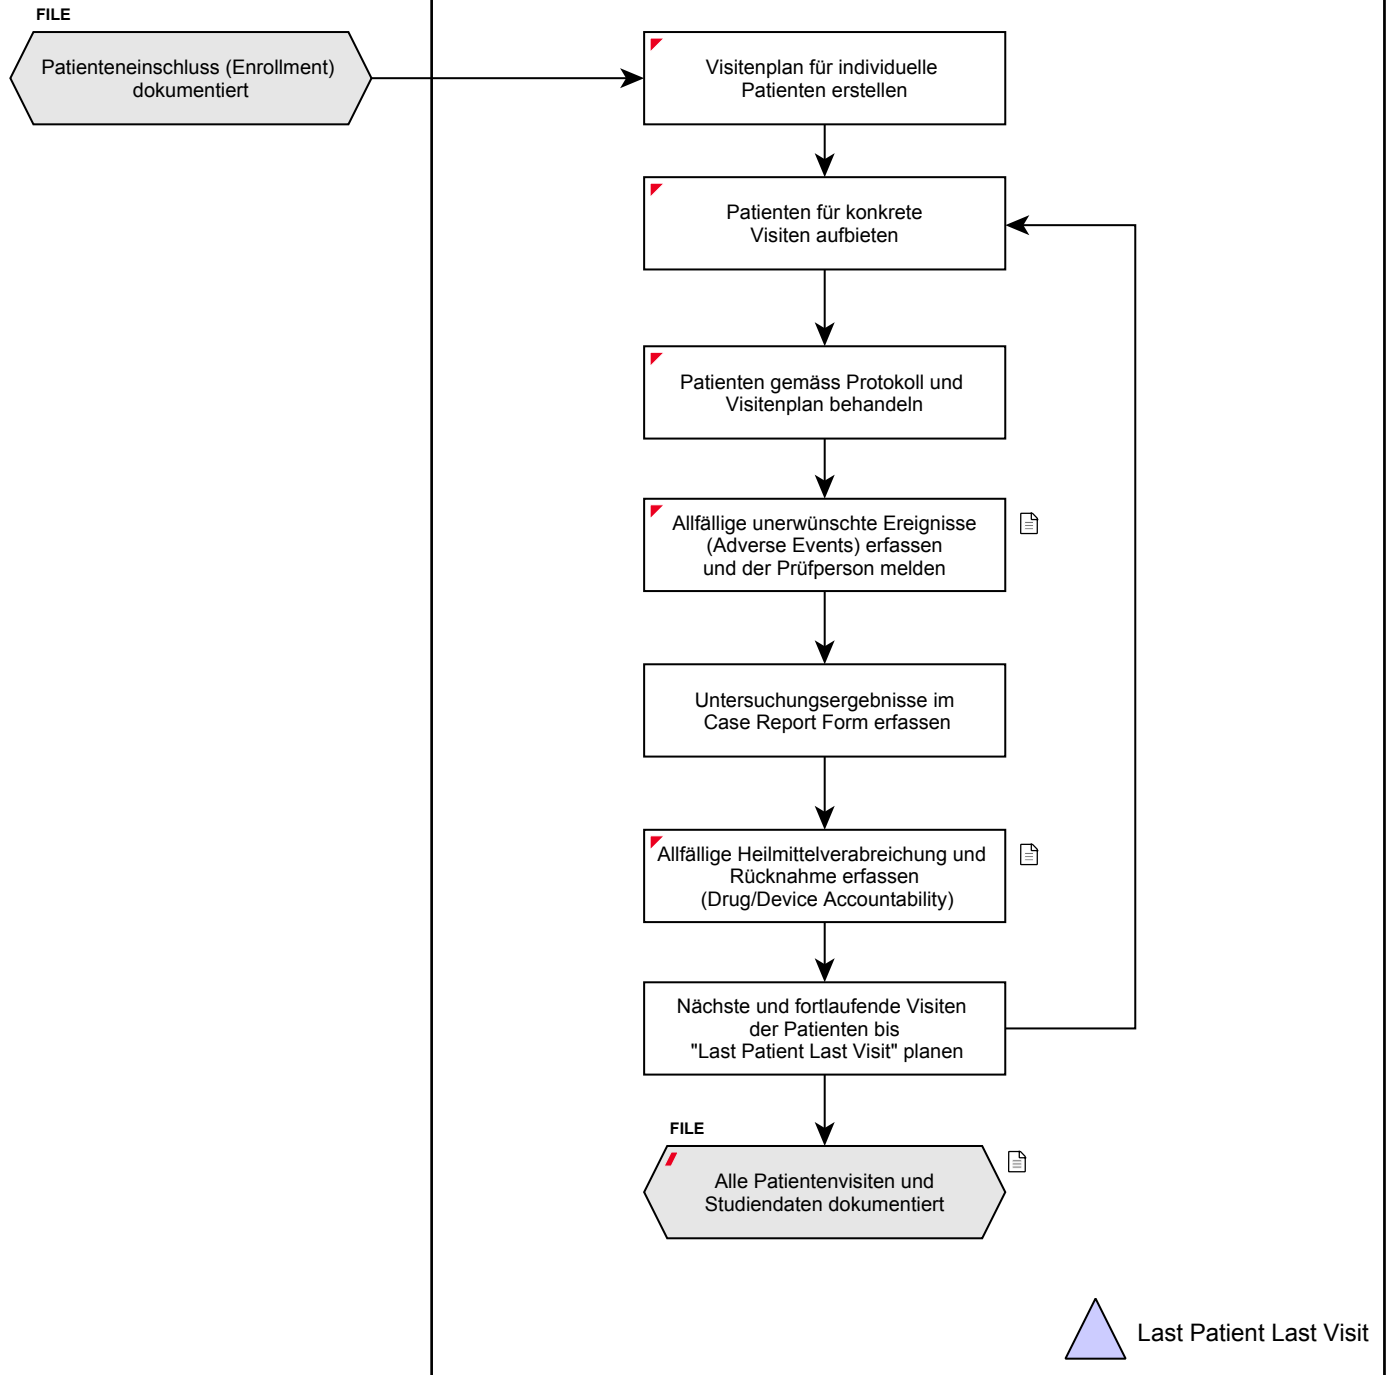 FILE
Patienteneinschluss (Enrollment)
dokumentiert
Visitenplan für individuelle
Patienten erstellen
Patienten für konkrete
Visiten aufbieten
Patienten gemäss Protokoll und
Visitenplan behandeln
Allfällige unerwünschte Ereignisse
(Adverse Events) erfassen
und der Prüfperson melden
Untersuchungsergebnisse im
Case Report Form erfassen
Allfällige Heilmittelverabreichung und
Rücknahme erfassen
(Drug/Device Accountability)
Nächste und fortlaufende Visiten
der Patienten bis
"Last Patient Last Visit" planen
FILE
Alle Patientenvisiten und
Studiendaten dokumentiert
Last Patient Last Visit